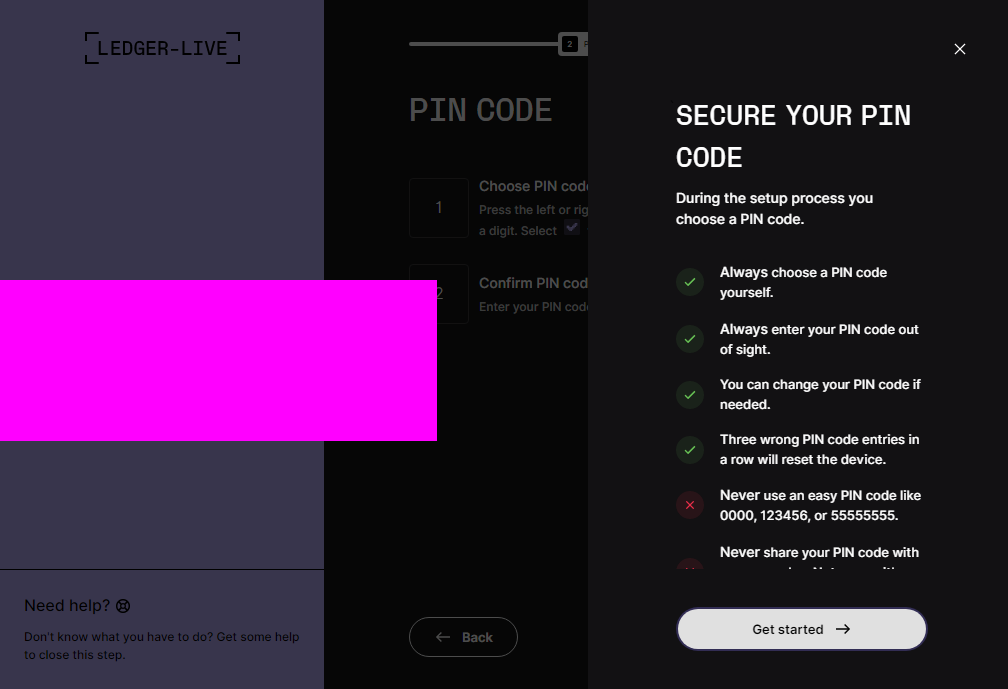 LEDGER-LIVE
2
PIN CODE
1
Choose PIN
Press the left or
a digit. Select
2
Confirm PIN
Enter your PIN
Back
Need help?
Don't know what you have to do? Get some help
to close this step.
SECURE YOUR PIN
CODE
During the setup process you
choose a PIN code.
Always choose a PIN code
yourself.
Always enter your PIN code out
of sight.
You can change your PIN code if
needed.
Three wrong PIN code entries in
a row will reset the device.
Never use an easy PIN code like
0000, 123456, or 55555555.
Never share your PIN code with
Get started